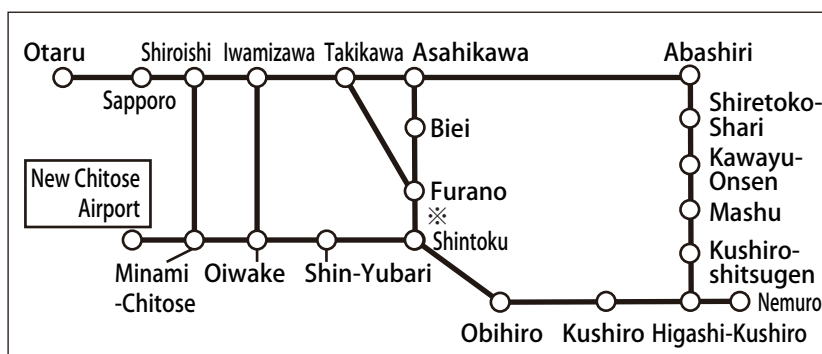 Otaru
Shiroishi
Iwamizawa
Takikawa
Asahikawa
Abashiri
Sapporo
Biei
Shiretoko-
Shari
New Chitose
Airport
Kawayu-
Onsen
Furano
※
Mashu
Shintoku
Minami
-Chitose
Oiwake
Shin-Yubari
Kushiro-
shitsugen
Nemuro
Obihiro
Kushiro
Higashi-Kushiro